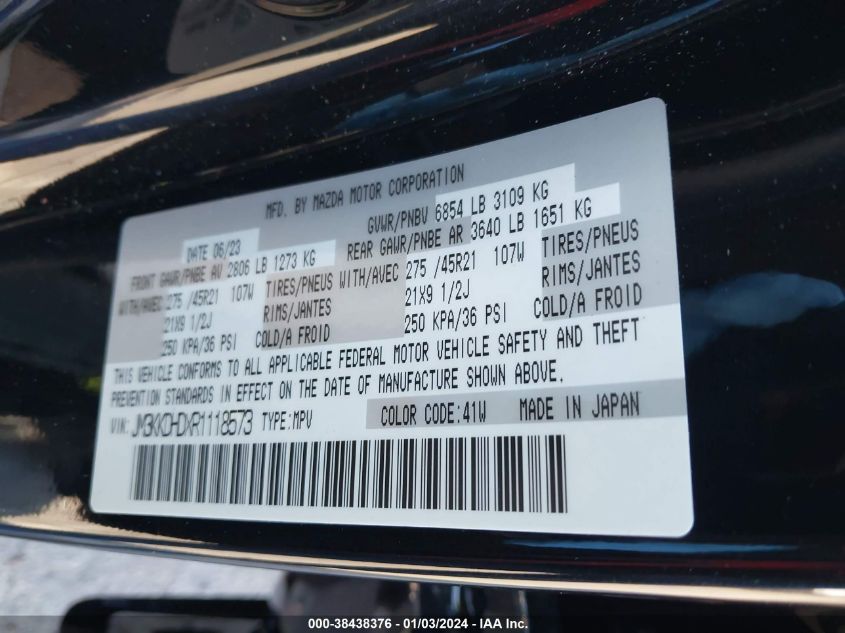 MFD. BY MAZDA MOTOR CORPORATION
DATE 06/23 GVWR/PNBV 6854 LB 3109 KG
FRONT GAWR/PNBE AV 2806 LB 1273 KG REAR GAWR/PNBE AR 3640 LB 1651 KG
WITH/AVEC 275 /45R21 107W TIRES/PNEUS WITH/AVEC 275 /45R21 107W TIRES/PNEUS
21X9 1/2J RIMS/JANTES 21X9 1/2J RIMS/JANTES
250 KPA/36 PSI COLD/A FROID 250 KPA/36 PSI COLD/A FROID
THIS VEHICLE CONFORMS TO ALL APPLICABLE FEDERAL MOTOR VEHICLE SAFETY AND THEFT
PREVENTION STANDARDS IN EFFECT ON THE DATE OF MANUFACTURE SHOWN ABOVE.
VIN: JM3KKDHDXR1118573 TYPE:MPV COLOR CODE:41W MADE IN JAPAN
000-38438376 - 01/03/2024 - IAA Inc.